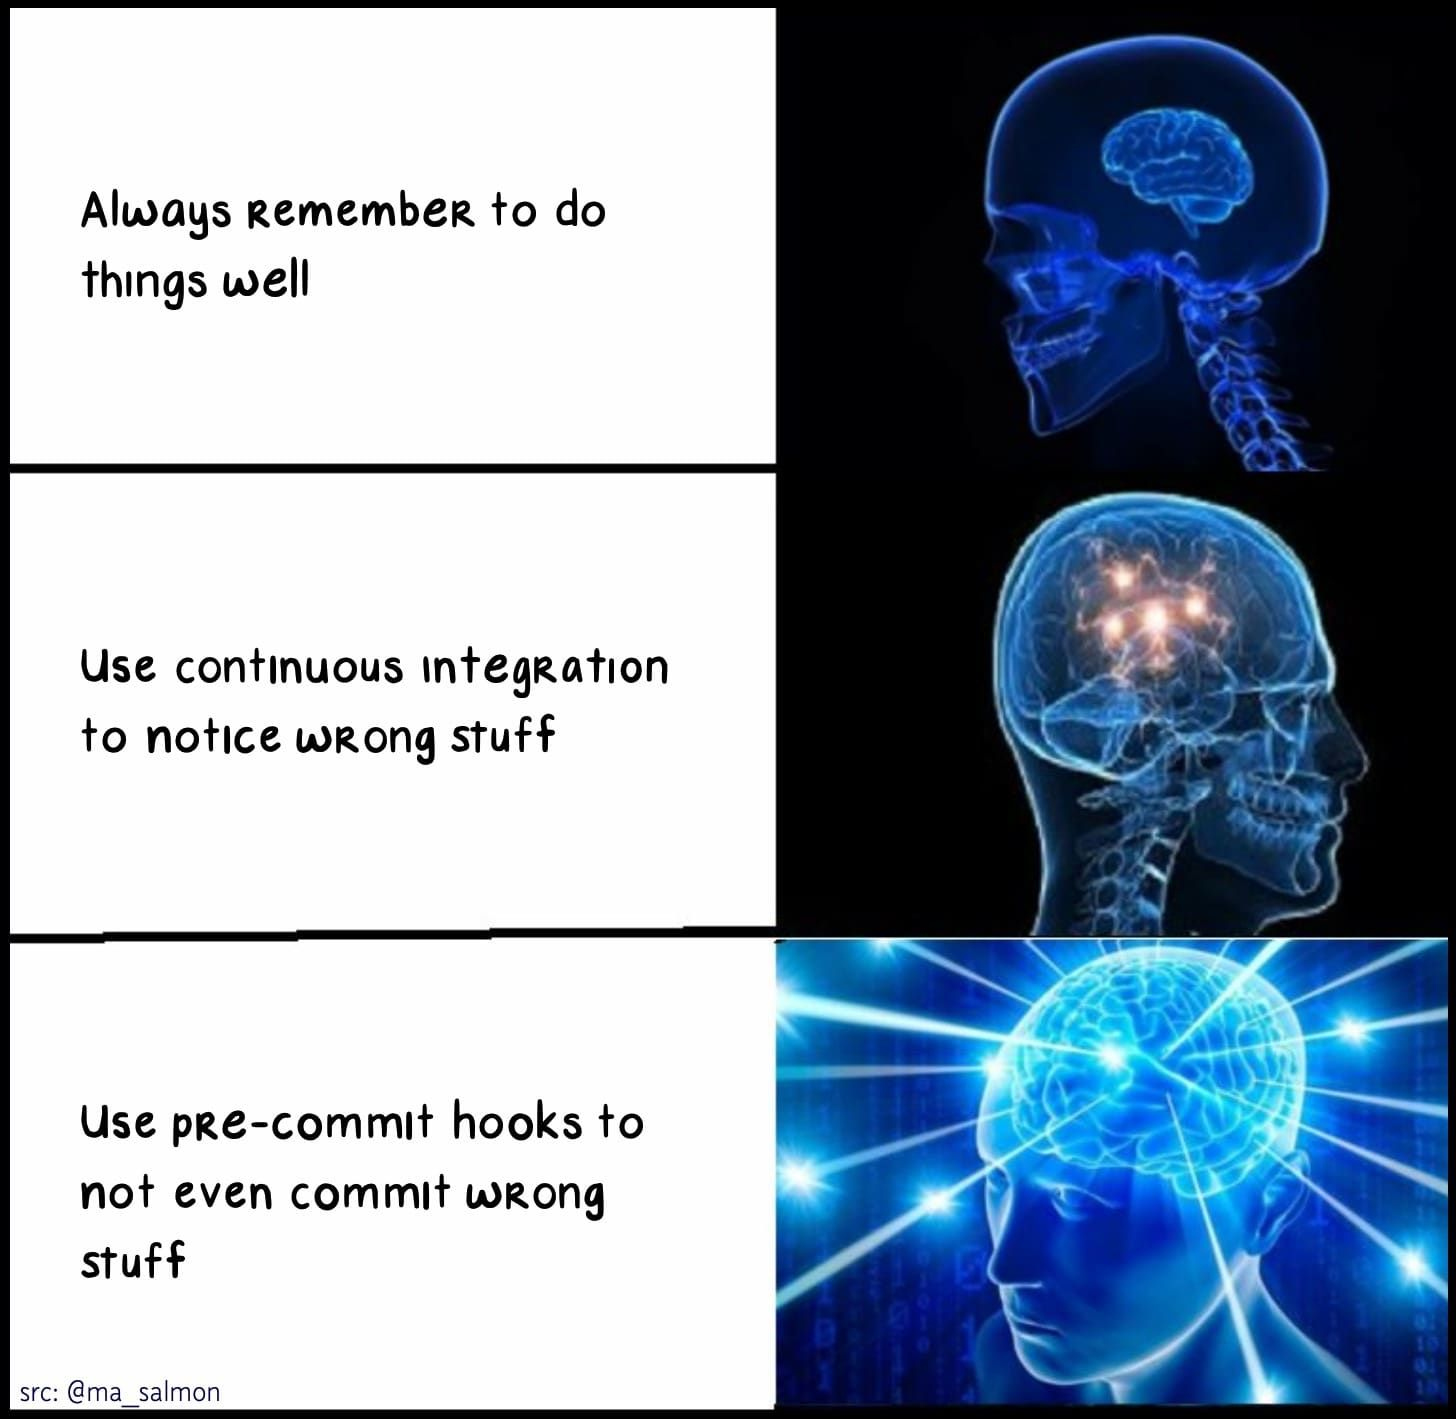 Always remember to do
things well
Use continuous integration
to notice wrong stuff
Use pre-commit hooks to
not even commit wrong
stuff
src: @ma_salmon